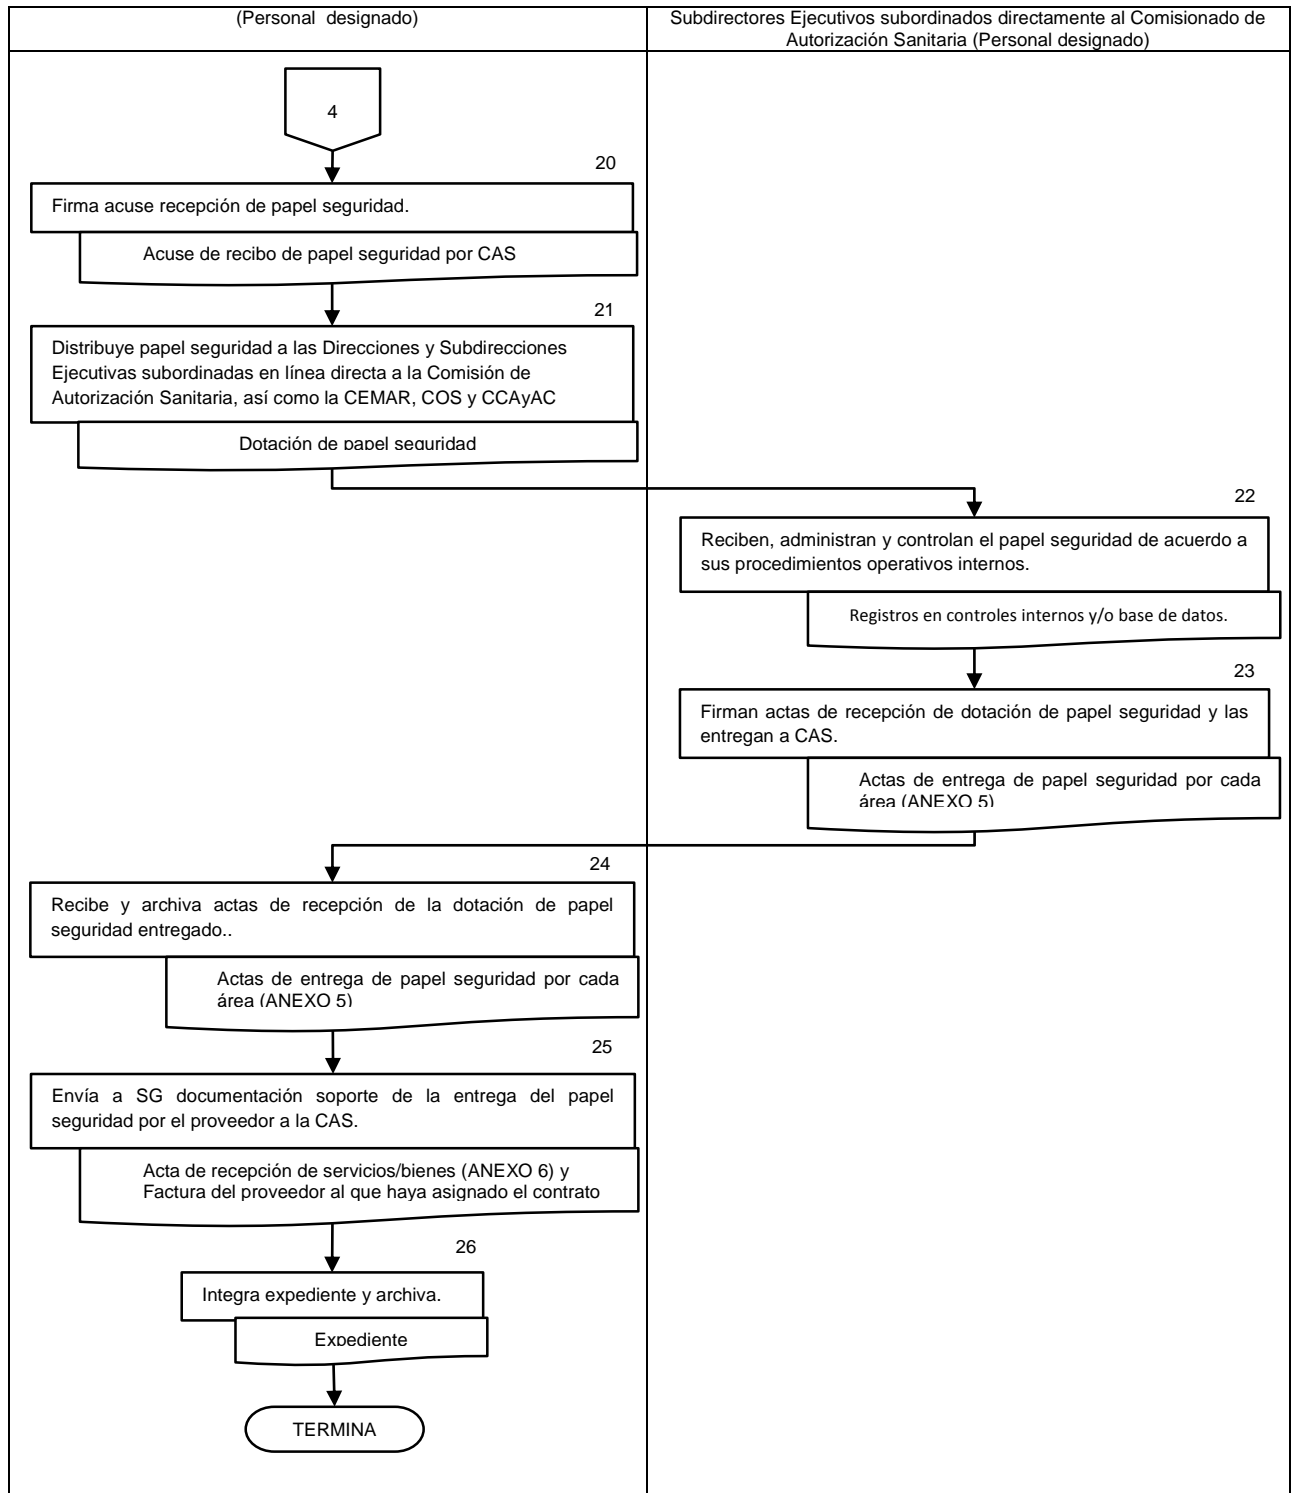 (Personal designado)
Subdirectores Ejecutivos subordinados directamente al Comisionado de
Autorización Sanitaria (Personal designado)
4
20
Firma acuse recepción de papel seguridad.
Acuse de recibo de papel seguridad por CAS
21
Distribuye papel seguridad a las Direcciones y Subdirecciones
Ejecutivas subordinadas en línea directa a la Comisión de
Autorización Sanitaria, así como la CEMAR, COS y CCAyAC
Dotación de papel seguridad
22
Reciben, administran y controlan el papel seguridad de acuerdo a
sus procedimientos operativos internos.
Registros en controles internos y/o base de datos.
23
Firman actas de recepción de dotación de papel seguridad y las
entregan a CAS.
Actas de entrega de papel seguridad por cada
área (ANEXO 5)
24
Recibe y archiva actas de recepción de la dotación de papel
seguridad entregado..
Actas de entrega de papel seguridad por cada
área (ANEXO 5)
25
Envía a SG documentación soporte de la entrega del papel
seguridad por el proveedor a la CAS.
Acta de recepción de servicios/bienes (ANEXO 6) y
Factura del proveedor al que haya asignado el contrato
26
Integra expediente y archiva.
Expediente
TERMINA